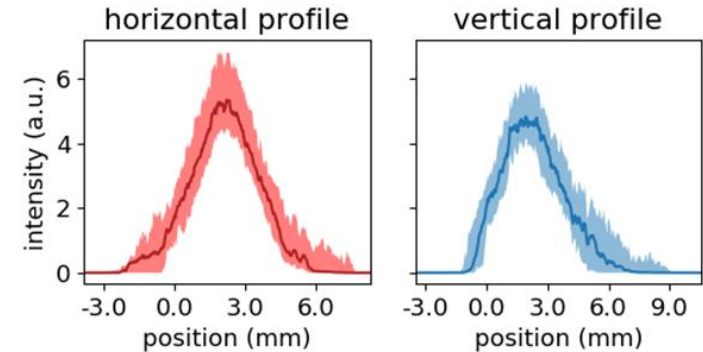 horizontal profile
vertical profile
intensity (a.u.)
6
4
2
0
-3.0 0.0 3.0 6.0
-3.0 0.0 3.0 6.0 9.0
position (mm)
position (mm)